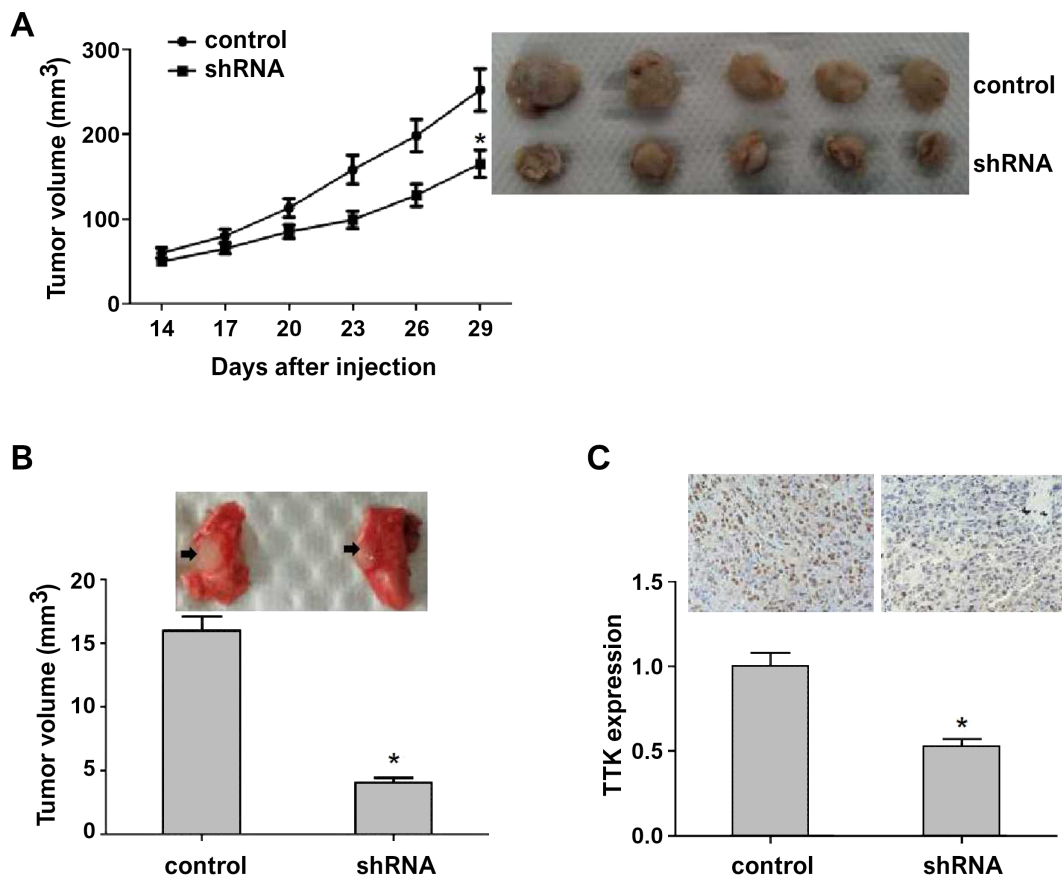 A
control
shRNA
Tumor volume (mm3)
300
200
100
0
*
14 17 20 23 26 29
Days after injection
control
shRNA
B
Tumor volume (mm3)
20
15
10
5
0
*
control shRNA
C
TTK expression
1.5
1.0
0.5
0.0
*
control shRNA